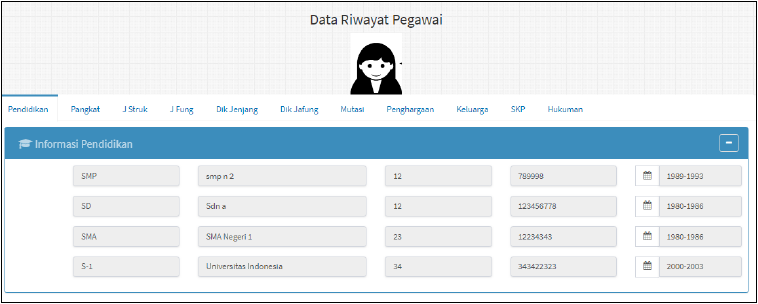 Data Riwayat Pegawai
Pendidikan Pangkat J Struk J Fung Dik Jenjang Dik Jafung Mutasi Penghargaan Keluarga SKP Hukuman
Informasi Pendidikan
SMP smp n 2 12 789998 1989-1993
SD Sdn a 12 123456778 1980-1986
SMA SMA Negeri 1 23 12234343 1980-1986
S-1 Universitas Indonesia 34 343422323 2000-2003